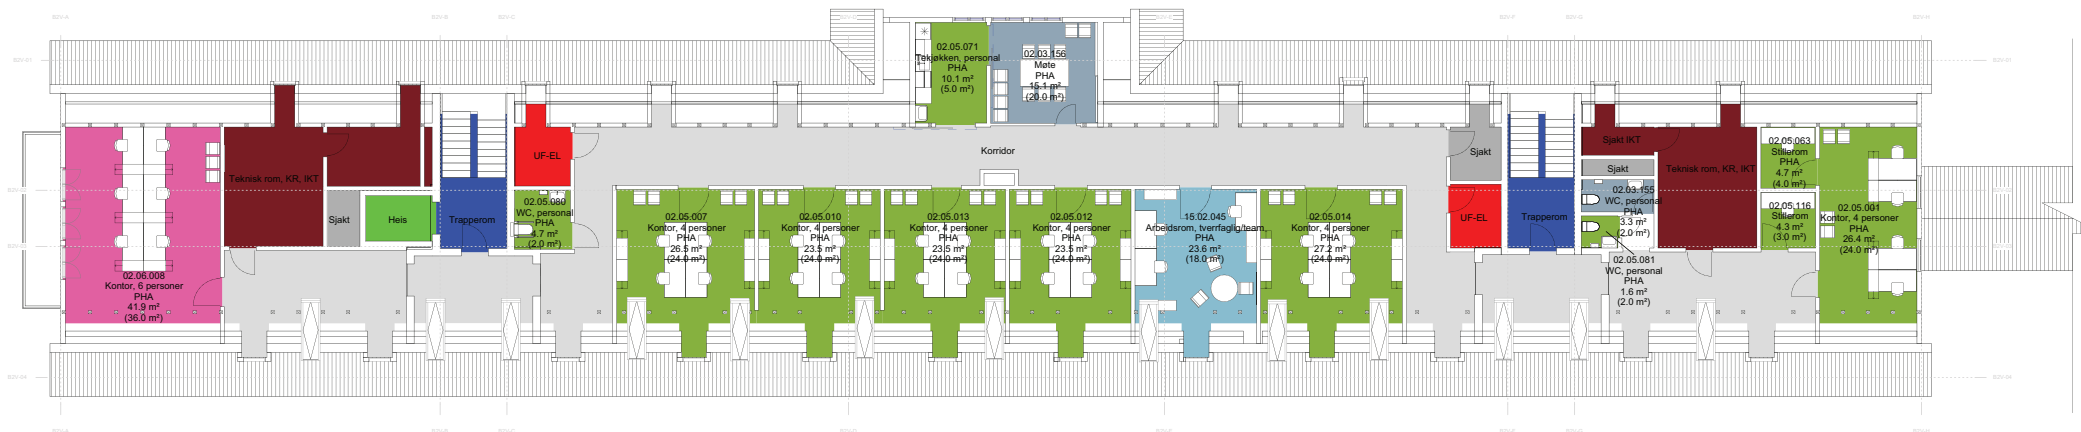 02.05.071
Tekjøkken, personal
PHA
10.1 m²
(5.0 m²)
02.03.156
Møte
PHA
15.1 m²
(20.0 m²)
Korridor
UF-EL
Teknisk rom, KR, IKT
Sjakt
Heis
Trapperom
02.05.080
WC, personal
PHA
4.7 m²
(2.0 m²)
02.06.008
Kontor, 6 personer
PHA
41.9 m²
(36.0 m²)
02.05.007
Kontor, 4 personer
PHA
26.5 m²
(24.0 m²)
02.05.010
Kontor, 4 personer
PHA
23.5 m²
(24.0 m²)
02.05.013
Kontor, 4 personer
PHA
23.5 m²
(24.0 m²)
02.05.012
Kontor, 4 personer
PHA
23.5 m²
(24.0 m²)
15.02.045
Arbeidsrom, tverrfaglig/team
PHA
23.6 m²
(18.0 m²)
02.05.014
Kontor, 4 personer
PHA
27.2 m²
(24.0 m²)
Sjakt
UF-EL
Trapperom
Sjakt IKT
Sjakt
02.03.155
WC, personal
PHA
3.3 m²
(2.0 m²)
02.05.081
WC, personal
PHA
1.6 m²
(2.0 m²)
Teknisk rom, KR, IKT
02.05.063
Stillerom
PHA
4.7 m²
(4.0 m²)
02.05.116
Stillerom
PHA
4.3 m²
(3.0 m²)
02.05.001
Kontor, 4 personer
PHA
26.4 m²
(24.0 m²)